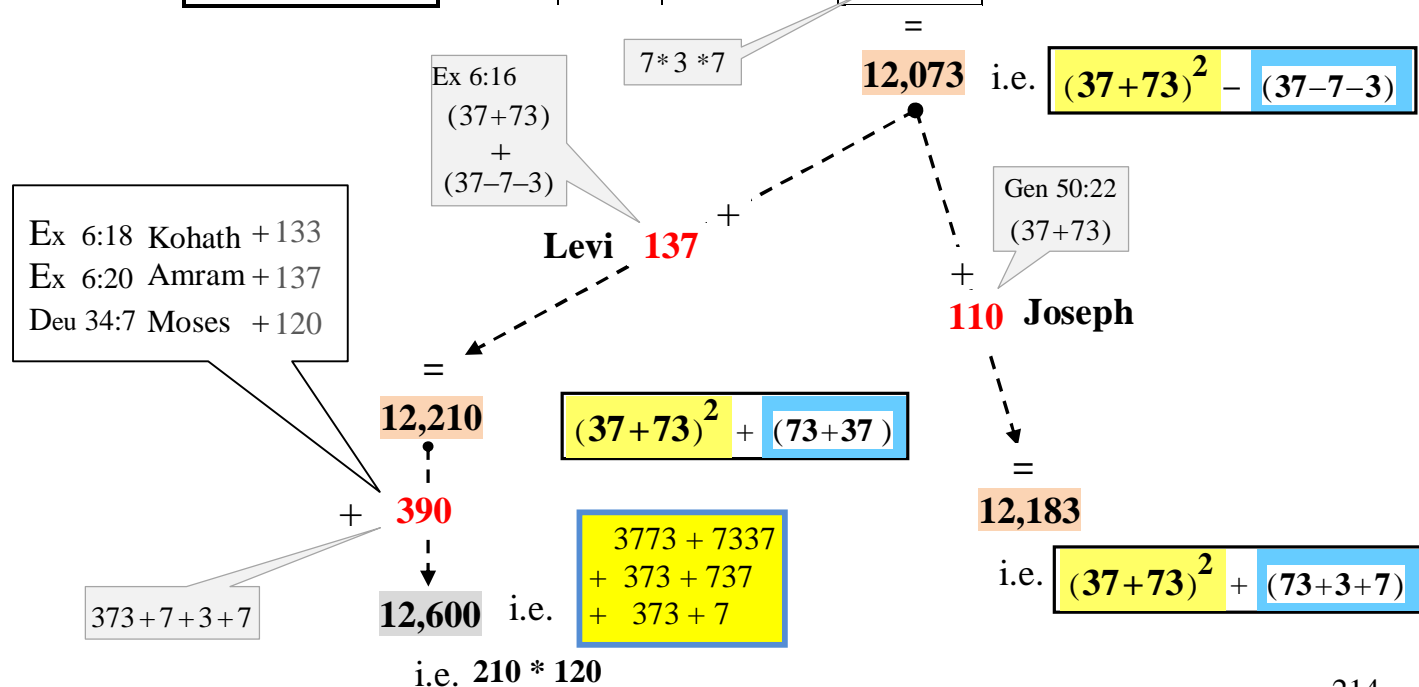 =
7*3 *7
12,073 i.e. (37+73)² – (37–7–3)
Ex 6:16
(37+73)
+
(37–7–3)
Gen 50:22
(37+73)
+
Levi 137
+
110 Joseph
Ex 6:18 Kohath +133
Ex 6:20 Amram +137
Deu 34:7 Moses +120
=
12,210
(37+73)² + (73+37 )
=
12,183
i.e. (37+73)² + (73+3+7)
+ 390
373+7+3+7
12,600 i.e.
3773 + 7337
+ 373 + 737
+ 373 + 7
i.e. 210 * 120